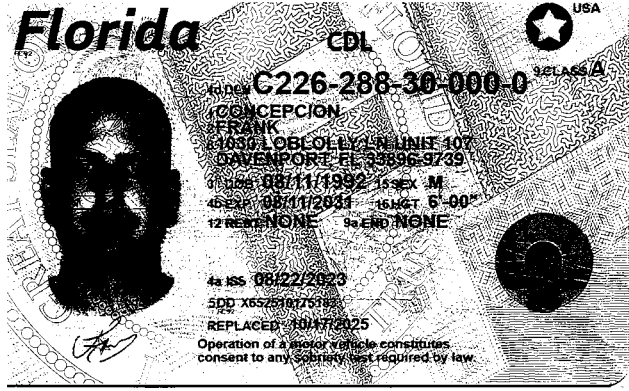 Florida
CDL
USA
9 CLASS A
4d DLN C226-288-30-000-0
1 CONCEPCION
2 FRANK
8 1030 LOBLOLLY LN UNIT 107
DAVENPORT, FL 33896-9739
3 DOB 08/11/1992 15 SEX M
4b EXP 08/11/2031 16 HGT 6'-00"
12 REST NONE 9a END NONE
4a ISS 08/22/2023
5 DD
REPLACED: 10/17/2025
Operation of a motor vehicle constitutes
consent to any sobriety test required by law.